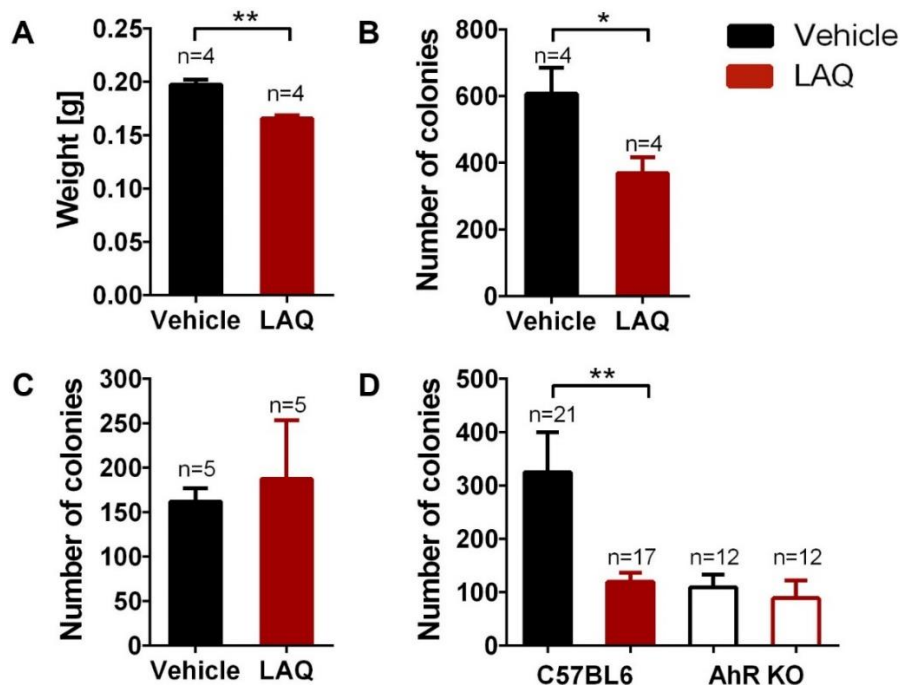 A
Weight [g]
0.25
0.20
0.15
0.10
0.05
0.00
**
n=4
n=4
Vehicle LAQ
B
Number of colonies
800
600
400
200
0
*
n=4
n=4
Vehicle LAQ
Vehicle
LAQ
C
Number of colonies
300
250
200
150
100
50
0
n=5
n=5
Vehicle LAQ
D
Number of colonies
500
400
300
200
100
0
**
n=21
n=17
n=12
n=12
C57BL6 AhR KO